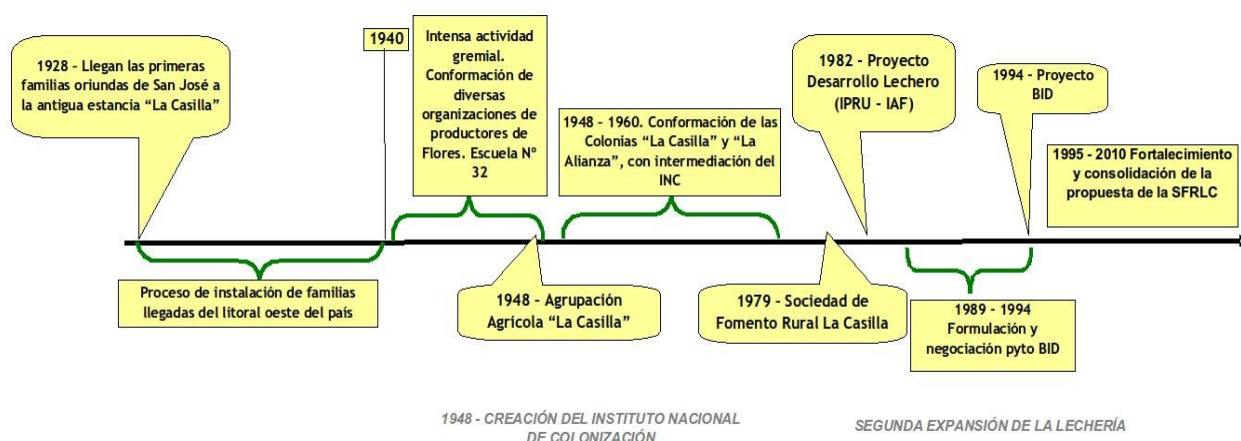 1928 - Llegan las primeras
familias oriundas de San José a
la antigua estancia “La Casilla”
1940
Intensa actividad
gremial.
Conformación de
diversas
organizaciones de
productores de
Flores. Escuela Nº
32
1948 - 1960. Conformación de las
Colonias “La Casilla” y “La
Alianza”, con intermediación del
INC
1982 - Proyecto
Desarrollo Lechero
(IPRU - IAF)
1994 - Proyecto
BID
1995 - 2010 Fortalecimiento
y consolidación de la
propuesta de la SFRLC
Proceso de instalación de familias
llegadas del litoral oeste del país
1948 - Agrupación
Agrícola “La Casilla”
1979 - Sociedad de
Fomento Rural La Casilla
1989 - 1994
Formulación y
negociación pyto BID
1948 - CREACIÓN DEL INSTITUTO NACIONAL
DE COLONIZACIÓN
SEGUNDA EXPANSIÓN DE LA LECHERÍA